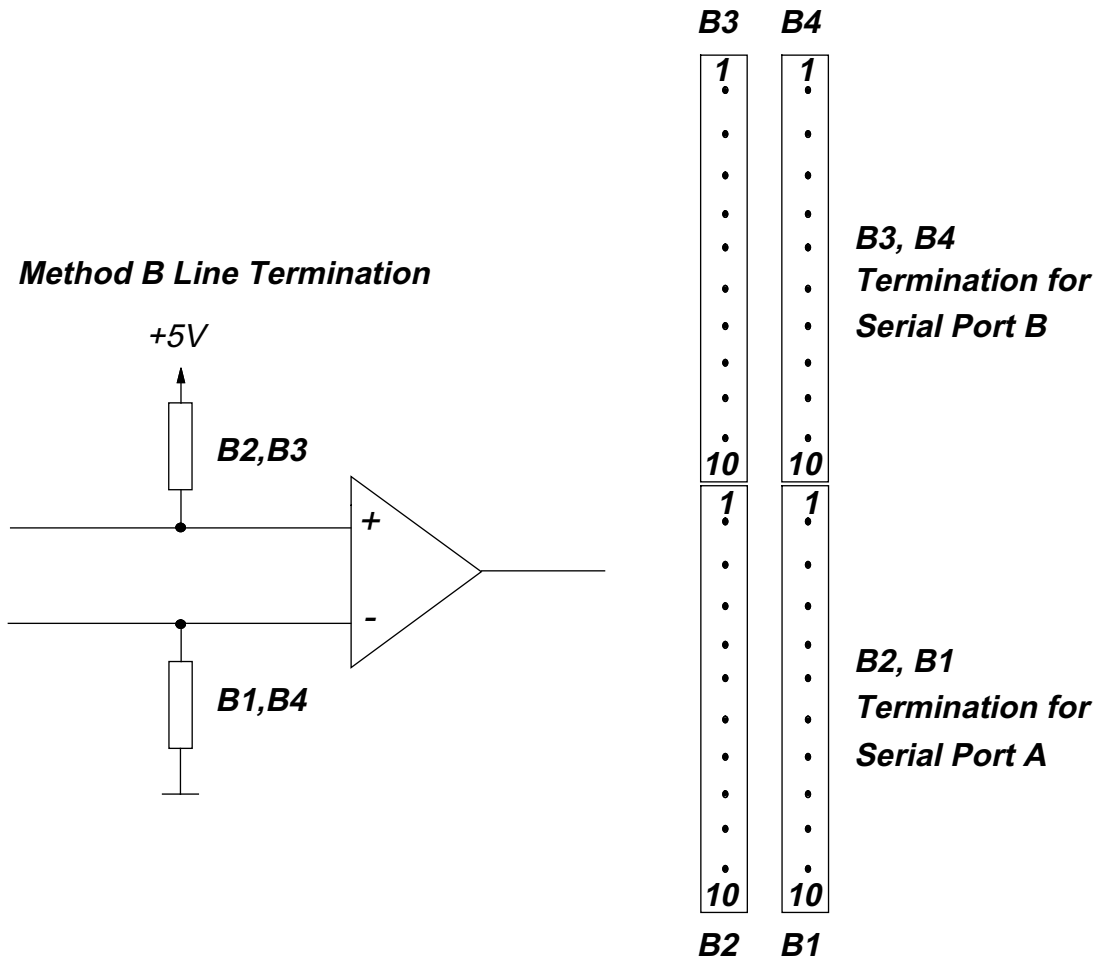 B3 B4
1 1
Method B Line Termination
+5V
B2,B3
+
-
B1,B4
B3, B4
Termination for
Serial Port B
10 10
1 1
B2, B1
Termination for
Serial Port A
10 10
B2 B1